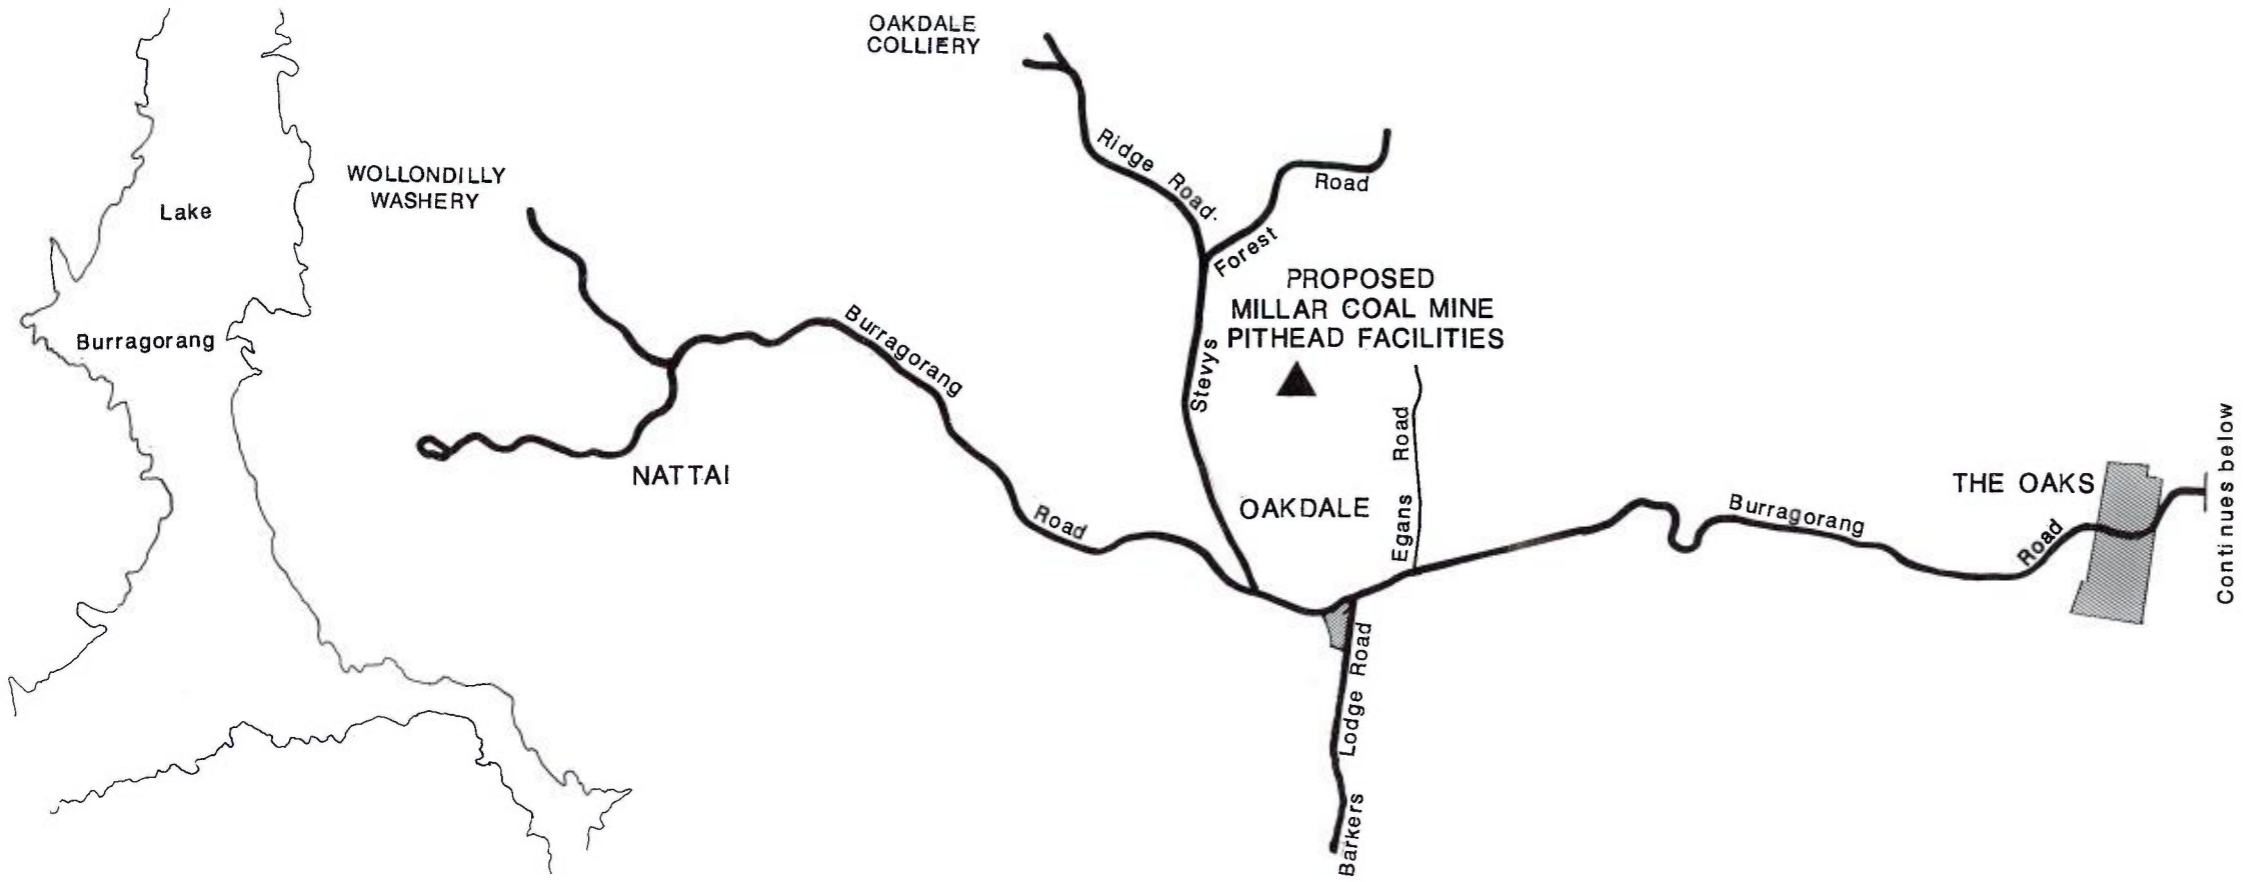 OAKDALE
COLLIERY
WOLLONDILLY
WASHERY
Lake
Burragorang
Ridge Road
Forest Road
PROPOSED
MILLAR COAL MINE
PITHEAD FACILITIES
Stevys
Burragorang Road
NATTAI
OAKDALE
Egans Road
THE OAKS
Burragorang Road
Continues below
Barkers Lodge Road